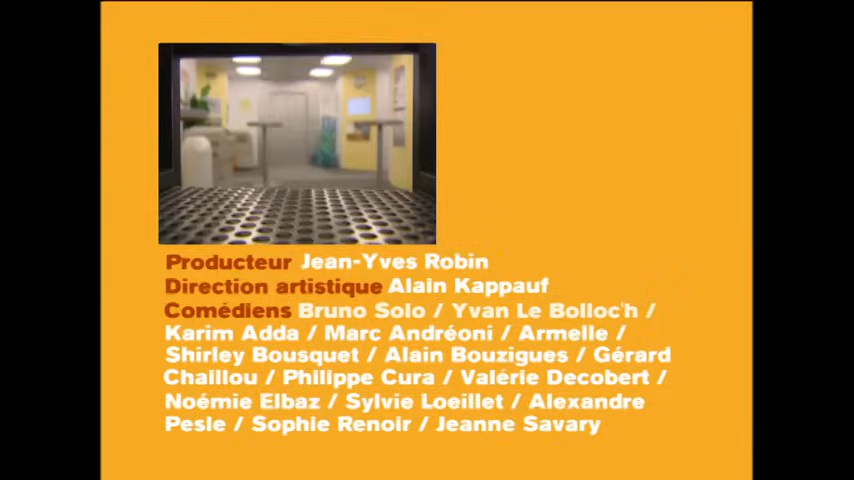 Producteur Jean-Yves Robin
Direction artistique Alain Kappauf
Comédiens Bruno Solo / Yvan Le Bolloc'h /
Karim Adda / Marc Andréoni / Armelle /
Shirley Bousquet / Alain Bouzigues / Gérard
Chaillou / Philippe Cura / Valérie Decobert /
Noémie Elbaz / Sylvie Loeillet / Alexandre
Pesle / Sophie Renoir / Jeanne Savary